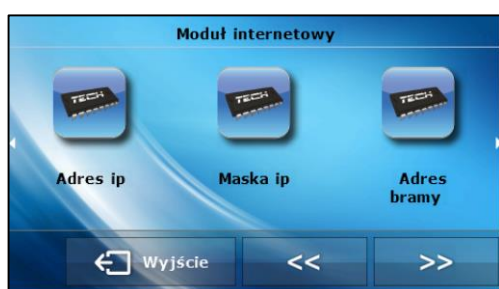 Moduł internetowy
TECH TECH TECH
Adres ip Maska ip Adres
bramy
Wyjście << >>